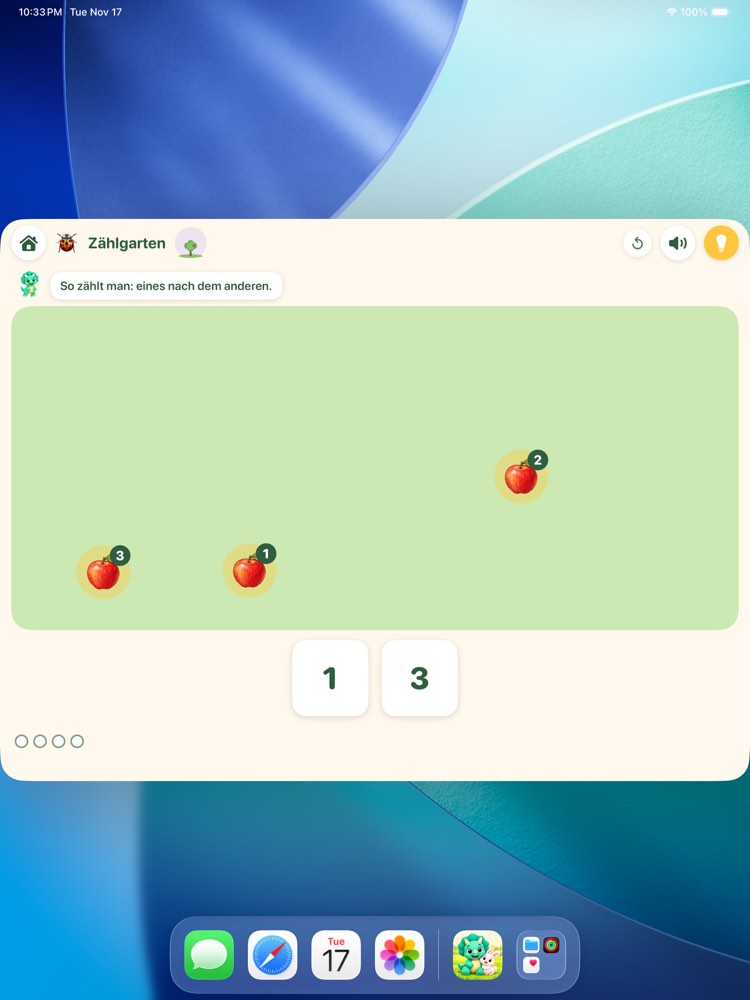 10:33 PM Tue Nov 17
100%
Zählgarten
So zählt man: eines nach dem anderen.
2
3
1
1 3
Tue
17